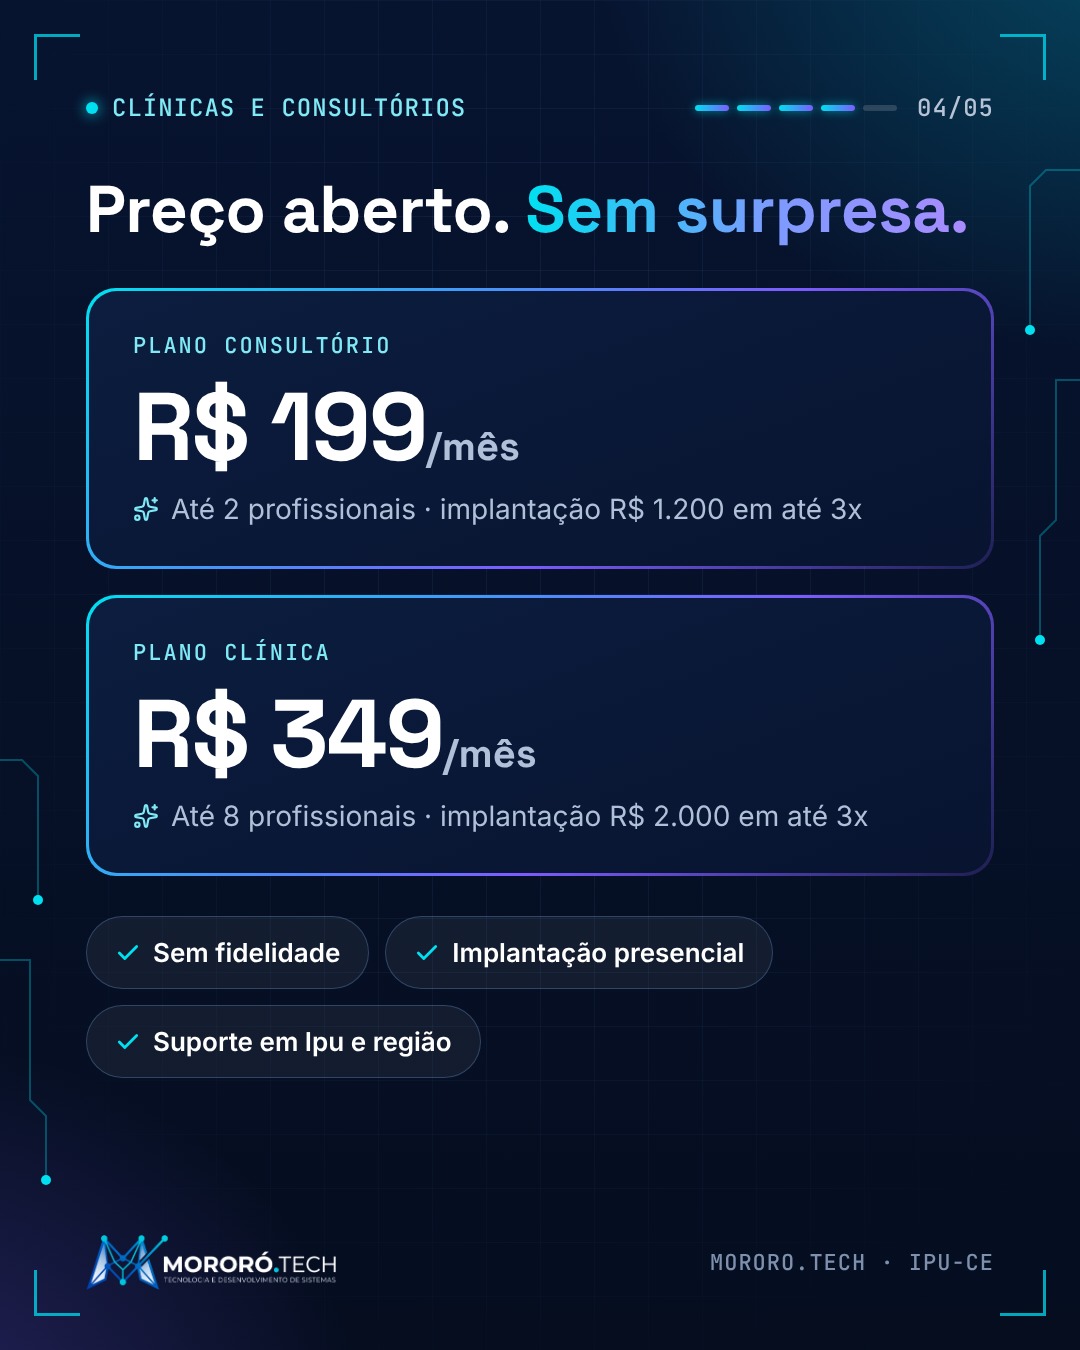 CLÍNICAS E CONSULTÓRIOS
04/05
Preço aberto. Sem surpresa.
PLANO CONSULTÓRIO
R$ 199/mês
Até 2 profissionais · implantação R$ 1.200 em até 3x
PLANO CLÍNICA
R$ 349/mês
Até 8 profissionais · implantação R$ 2.000 em até 3x
Sem fidelidade
Implantação presencial
Suporte em Ipu e região
MORORÓ.TECH
TECNOLOGIA E DESENVOLVIMENTO DE SISTEMAS
MORORO.TECH · IPU-CE